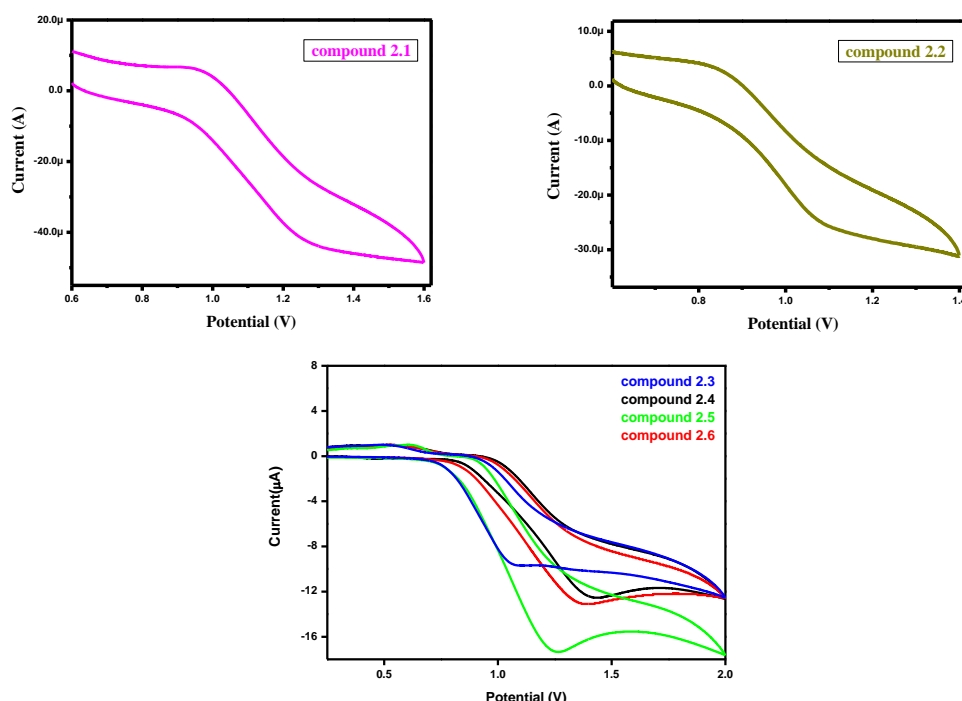 20.0µ
0.0
-20.0µ
-40.0µ
Current (A)
compound 2.1
0.6 0.8 1.0 1.2 1.4 1.6
Potential (V)
10.0µ
0.0
-10.0µ
-20.0µ
-30.0µ
Current (A)
compound 2.2
0.8 1.0 1.2 1.4
Potential (V)
8
4
0
-4
-8
-12
-16
Current(µA)
compound 2.3
compound 2.4
compound 2.5
compound 2.6
0.5 1.0 1.5 2.0
Potential (V)